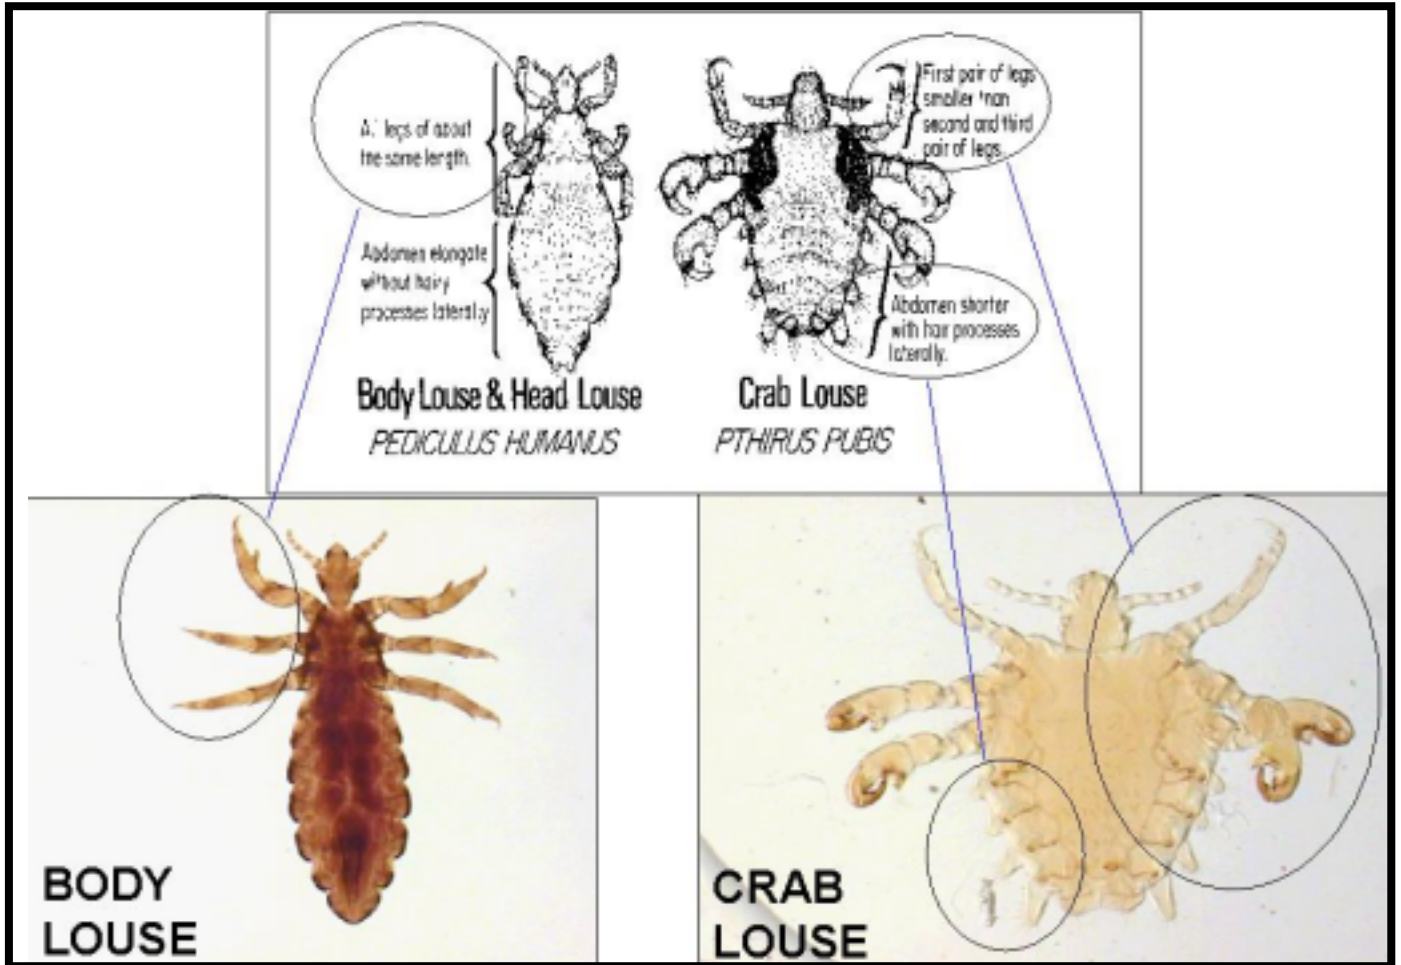 All legs of about
the same length.
Abdomen elongate
without hairy
processes laterally
First pair of legs
smaller than
second and third
pair of legs.
Abdomen shorter
with hair processes
laterally.
Body Louse & Head Louse
PEDICULUS HUMANUS
Crab Louse
PTHIRUS PUBIS
BODY
LOUSE
CRAB
LOUSE